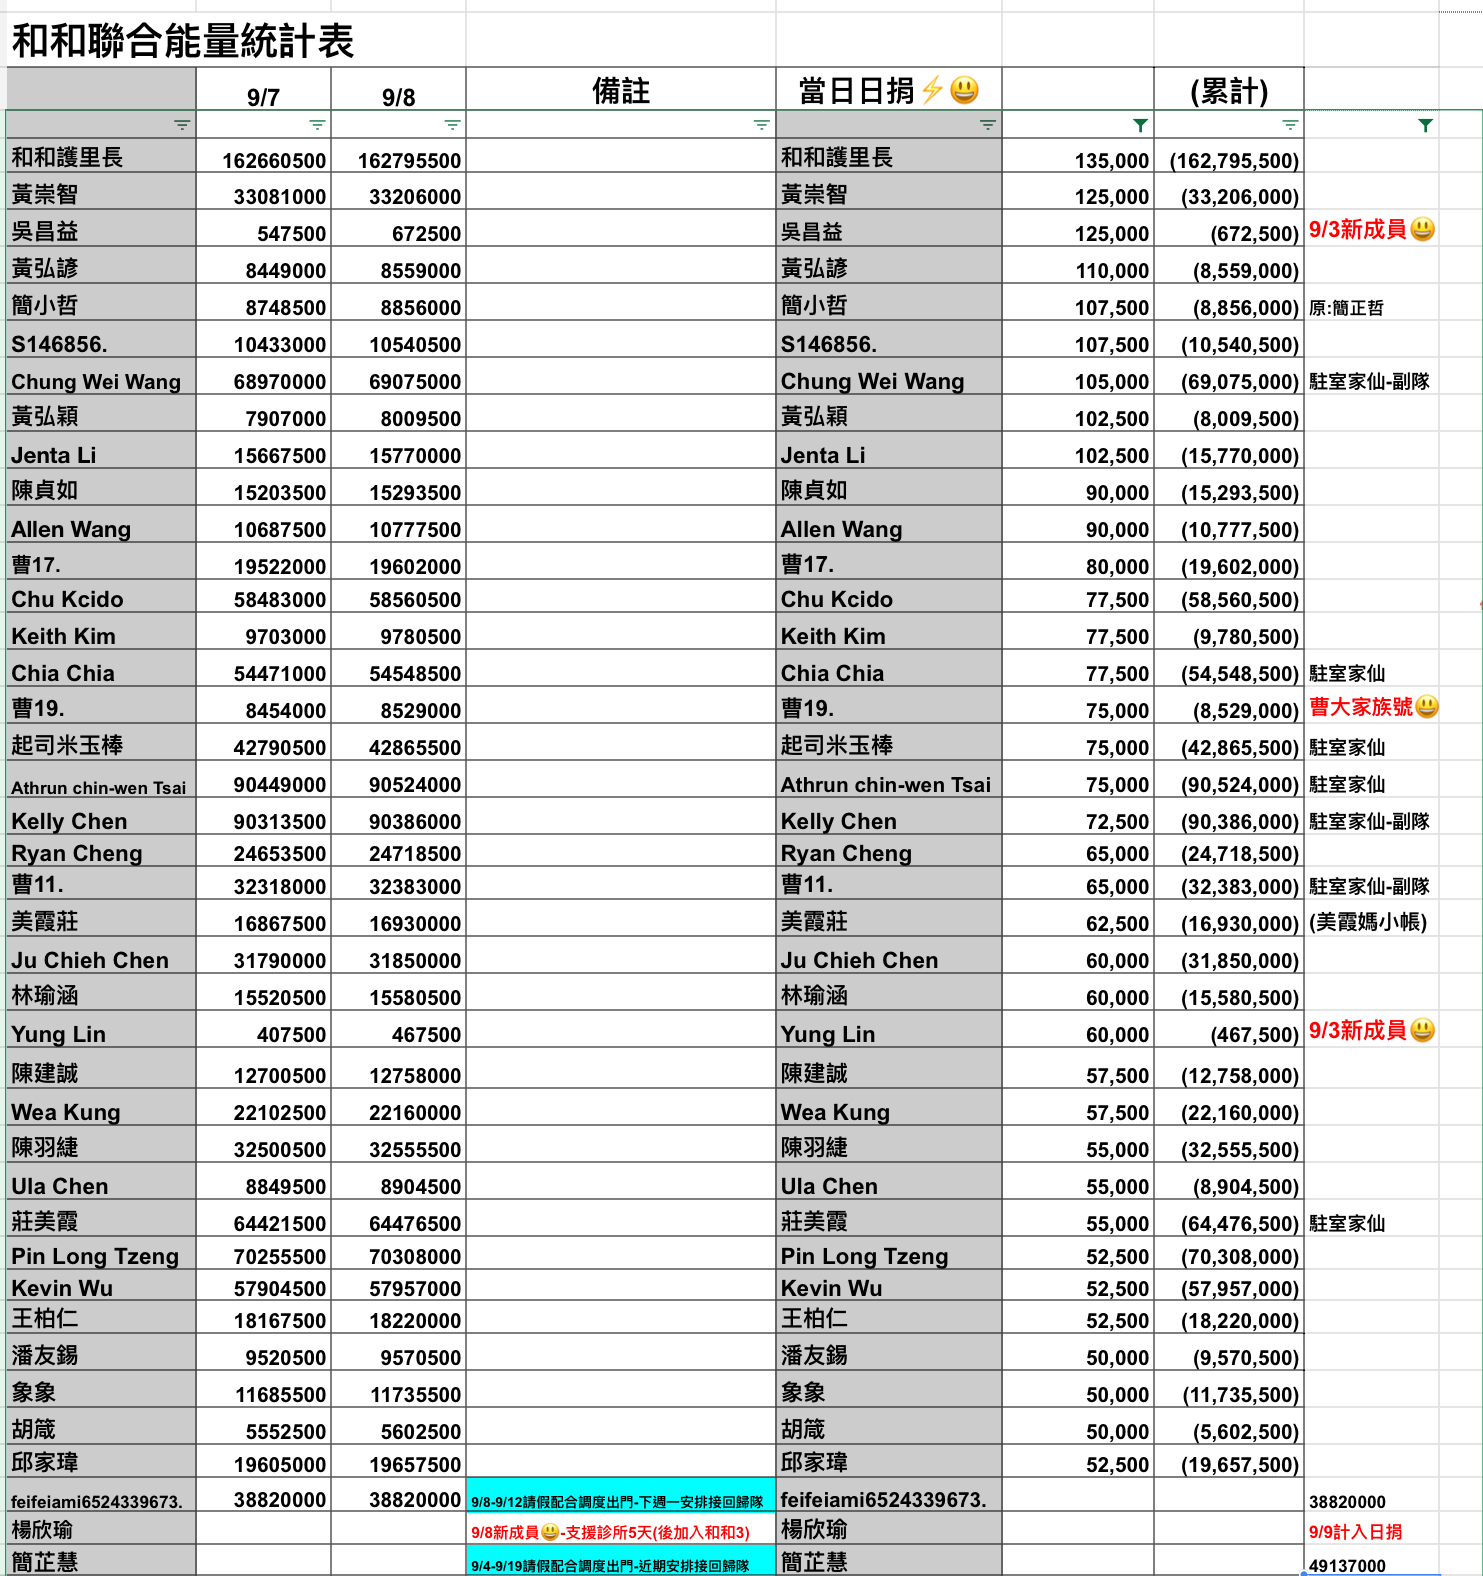 和和聯合能量統計表
9/7 9/8 備註 當日日捐⚡😃 (累計)
和和護里長 162660500 162795500 和和護里長 135,000 (162,795,500)
黃崇智 33081000 33206000 黃崇智 125,000 (33,206,000)
吳昌益 547500 672500 吳昌益 125,000 (672,500) 9/3新成員😃
黃弘諺 8449000 8559000 黃弘諺 110,000 (8,559,000)
簡小哲 8748500 8856000 簡小哲 107,500 (8,856,000) 原:簡正哲
S146856. 10433000 10540500 S146856. 107,500 (10,540,500)
Chung Wei Wang 68970000 69075000 Chung Wei Wang 105,000 (69,075,000) 駐室家仙-副隊
黃弘穎 7907000 8009500 黃弘穎 102,500 (8,009,500)
Jenta Li 15667500 15770000 Jenta Li 102,500 (15,770,000)
陳貞如 15203500 15293500 陳貞如 90,000 (15,293,500)
Allen Wang 10687500 10777500 Allen Wang 90,000 (10,777,500)
曹17. 19522000 19602000 曹17. 80,000 (19,602,000)
Chu Kcido 58483000 58560500 Chu Kcido 77,500 (58,560,500)
Keith Kim 9703000 9780500 Keith Kim 77,500 (9,780,500)
Chia Chia 54471000 54548500 Chia Chia 77,500 (54,548,500) 駐室家仙
曹19. 8454000 8529000 曹19. 75,000 (8,529,000) 曹大家族號😃
起司米玉棒 42790500 42865500 起司米玉棒 75,000 (42,865,500) 駐室家仙
Athrun chin-wen Tsai 90449000 90524000 Athrun chin-wen Tsai 75,000 (90,524,000) 駐室家仙
Kelly Chen 90313500 90386000 Kelly Chen 72,500 (90,386,000) 駐室家仙-副隊
Ryan Cheng 24653500 24718500 Ryan Cheng 65,000 (24,718,500)
曹11. 32318000 32383000 曹11. 65,000 (32,383,000) 駐室家仙-副隊
美霞莊 16867500 16930000 美霞莊 62,500 (16,930,000) (美霞媽小帳)
Ju Chieh Chen 31790000 31850000 Ju Chieh Chen 60,000 (31,850,000)
林瑜涵 15520500 15580500 林瑜涵 60,000 (15,580,500)
Yung Lin 407500 467500 Yung Lin 60,000 (467,500) 9/3新成員😃
陳建誠 12700500 12758000 陳建誠 57,500 (12,758,000)
Wea Kung 22102500 22160000 Wea Kung 57,500 (22,160,000)
陳羽緁 32500500 32555500 陳羽緁 55,000 (32,555,500)
Ula Chen 8849500 8904500 Ula Chen 55,000 (8,904,500)
莊美霞 64421500 64476500 莊美霞 55,000 (64,476,500) 駐室家仙
Pin Long Tzeng 70255500 70308000 Pin Long Tzeng 52,500 (70,308,000)
Kevin Wu 57904500 57957000 Kevin Wu 52,500 (57,957,000)
王柏仁 18167500 18220000 王柏仁 52,500 (18,220,000)
潘友錫 9520500 9570500 潘友錫 50,000 (9,570,500)
象象 11685500 11735500 象象 50,000 (11,735,500)
胡箴 5552500 5602500 胡箴 50,000 (5,602,500)
邱家瑋 19605000 19657500 邱家瑋 52,500 (19,657,500)
feifeiami6524339673. 38820000 38820000 9/8-9/12請假配合調度出門-下週一安排接回歸隊 feifeiami6524339673. 38820000
楊欣瑜 9/8新成員😃-支援診所5天(後加入和和3) 楊欣瑜 9/9計入日捐
簡芷慧 9/4-9/19請假配合調度出門-近期安排接回歸隊 簡芷慧 49137000